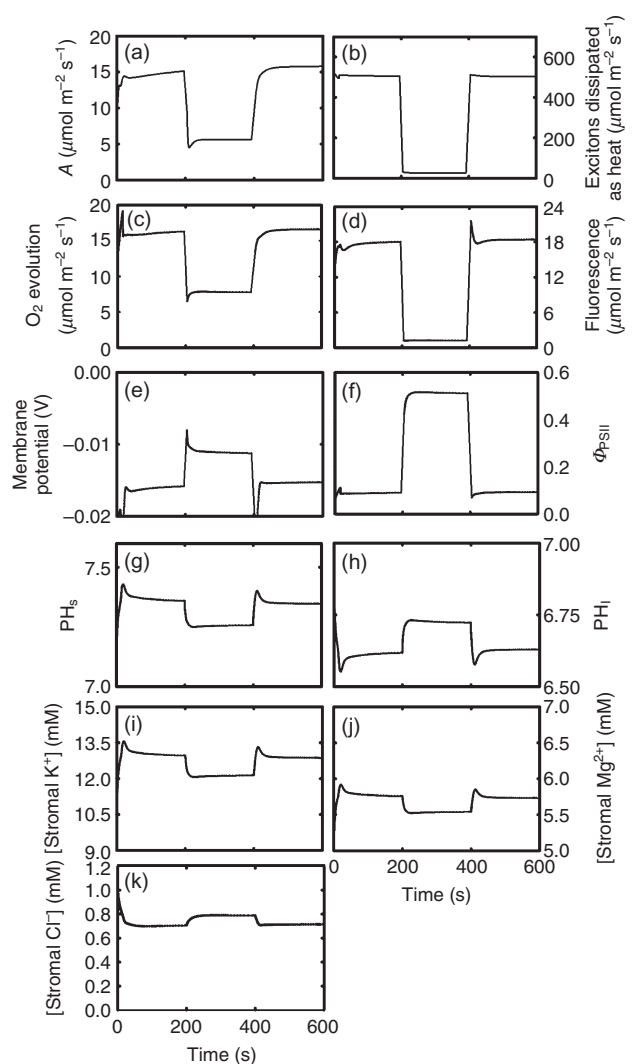 (a)
20
15
10
5
0
A (μmol m⁻² s⁻¹)
(b)
600
400
200
0
Excitons dissipated
as heat (μmol m⁻² s⁻¹)
(c)
20
15
10
5
0
O₂ evolution
(μmol m⁻² s⁻¹)
(d)
24
18
12
6
0
Fluorescence
(μmol m⁻² s⁻¹)
(e)
0.00
−0.01
−0.02
Membrane
potential (V)
(f)
0.6
0.4
0.2
0.0
Φ_PSII
(g)
7.5
7.0
PH_s
(h)
7.00
6.75
6.50
PH_l
(i)
15.0
13.5
12.0
10.5
9.0
[Stromal K⁺] (mM)
(j)
7.0
6.5
6.0
5.5
5.0
[Stromal Mg²⁺] (mM)
0 200 400 600
Time (s)
(k)
1.2
1.0
0.8
0.6
0.4
0.2
0.0
[Stromal Cl⁻] (mM)
0 200 400 600
Time (s)